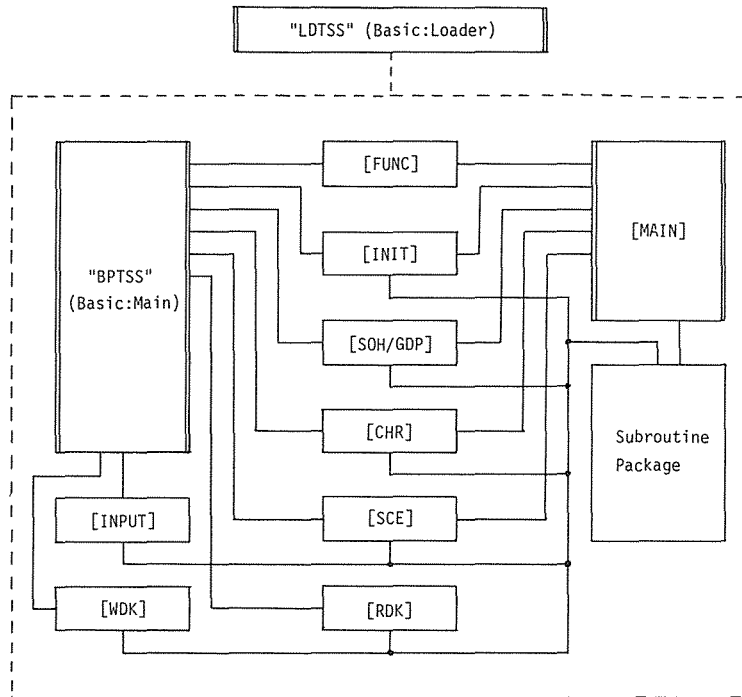 "LDTSS" (Basic:Loader)
[FUNC]
[MAIN]
[INIT]
"BPTSS"
(Basic:Main)
[SOH/GDP]
[CHR]
Subroutine
Package
[INPUT]
[SCE]
[WDK]
[RDK]